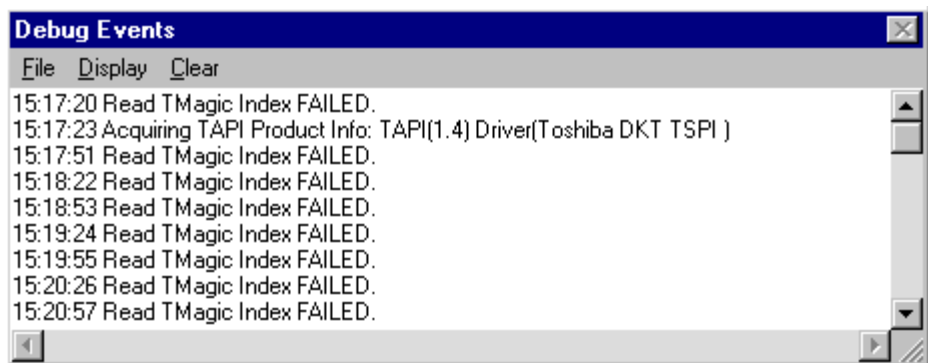 Debug Events
File Display Clear
15:17:20 Read TMagic Index FAILED.
15:17:23 Acquiring TAPI Product Info: TAPI(1.4) Driver(Toshiba DKT TSPI )
15:17:51 Read TMagic Index FAILED.
15:18:22 Read TMagic Index FAILED.
15:18:53 Read TMagic Index FAILED.
15:19:24 Read TMagic Index FAILED.
15:19:55 Read TMagic Index FAILED.
15:20:26 Read TMagic Index FAILED.
15:20:57 Read TMagic Index FAILED.